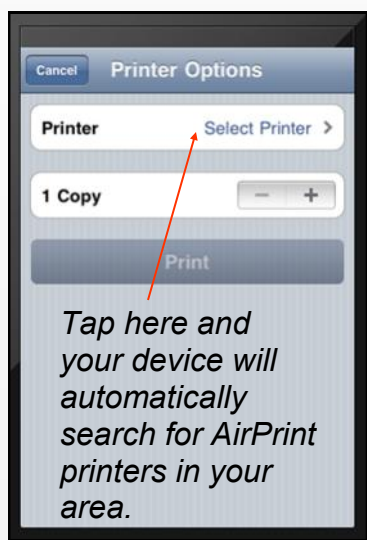 Cancel Printer Options
Printer Select Printer >
1 Copy − +
Print
Tap here and
your device will
automatically
search for AirPrint
printers in your
area.